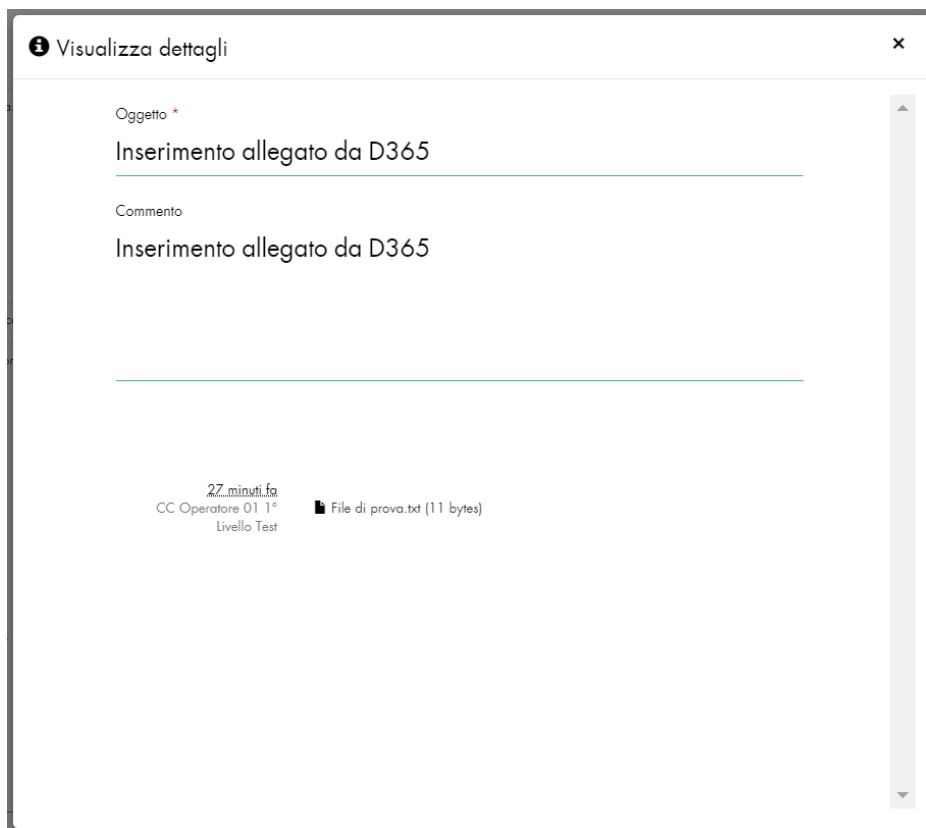 Visualizza dettagli
Oggetto *
Inserimento allegato da D365
Commento
Inserimento allegato da D365
27 minuti fa
CC Operatore 01 1°
Livello Test
File di prova.txt (11 bytes)